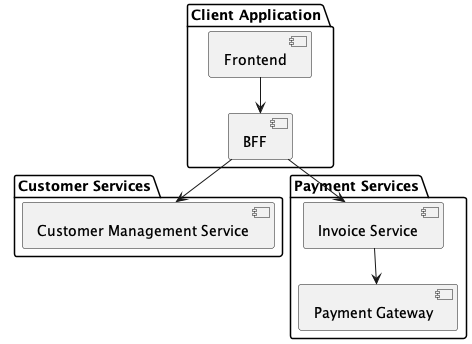 Client Application
Frontend
BFF
Customer Services
Customer Management Service
Payment Services
Invoice Service
Payment Gateway